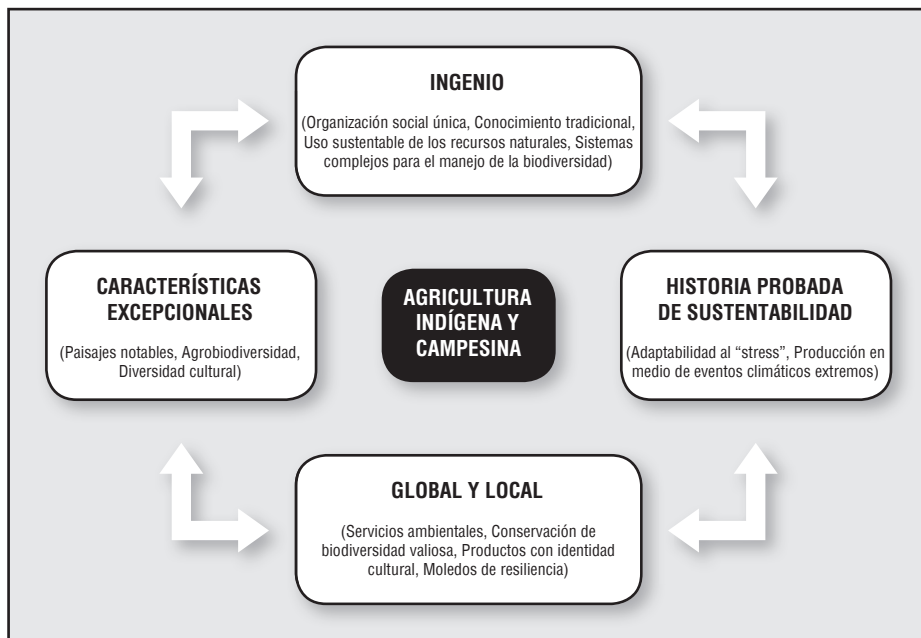 INGENIO
(Organización social única, Conocimiento tradicional,
Uso sustentable de los recursos naturales, Sistemas
complejos para el manejo de la biodiversidad)
CARACTERÍSTICAS
EXCEPCIONALES
(Paisajes notables, Agrobiodiversidad,
Diversidad cultural)
AGRICULTURA
INDÍGENA Y
CAMPESINA
HISTORIA PROBADA
DE SUSTENTABILIDAD
(Adaptabilidad al “stress”, Producción en
medio de eventos climáticos extremos)
GLOBAL Y LOCAL
(Servicios ambientales, Conservación de
biodiversidad valiosa, Productos con identidad
cultural, Moledos de resiliencia)